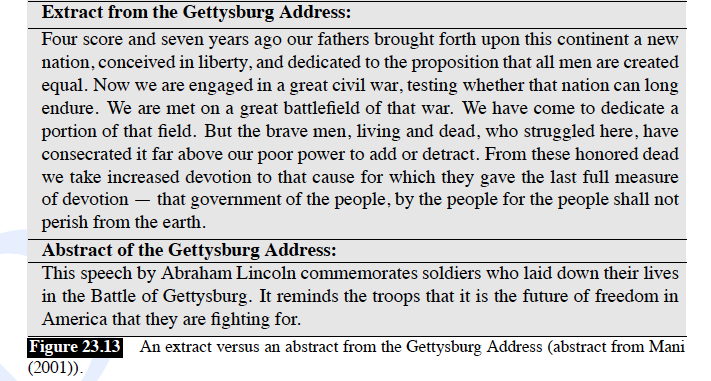 Extract from the Gettysburg Address:
Four score and seven years ago our fathers brought forth upon this continent a new
nation, conceived in liberty, and dedicated to the proposition that all men are created
equal. Now we are engaged in a great civil war, testing whether that nation can long
endure. We are met on a great battlefield of that war. We have come to dedicate a
portion of that field. But the brave men, living and dead, who struggled here, have
consecrated it far above our poor power to add or detract. From these honored dead
we take increased devotion to that cause for which they gave the last full measure
of devotion — that government of the people, by the people for the people shall not
perish from the earth.
Abstract of the Gettysburg Address:
This speech by Abraham Lincoln commemorates soldiers who laid down their lives
in the Battle of Gettysburg. It reminds the troops that it is the future of freedom in
America that they are fighting for.
Figure 23.13 An extract versus an abstract from the Gettysburg Address (abstract from Mani
(2001)).